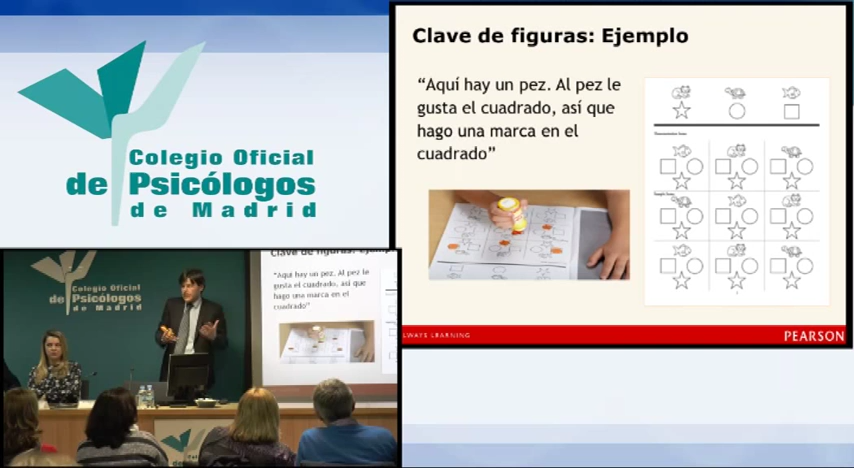 Colegio Oficial
de Psicólogos
de Madrid
Clave de figuras: Ejemplo
“Aquí hay un pez. Al pez le
gusta el cuadrado, así que
hago una marca en el
cuadrado”
ALWAYS LEARNING
PEARSON
Colegio Oficial
de Psicólogos
de Madrid
Clave de figuras: Ejemplo
“Aquí hay un pez. Al pez le
gusta el cuadrado, así que
hago una marca en el
cuadrado”